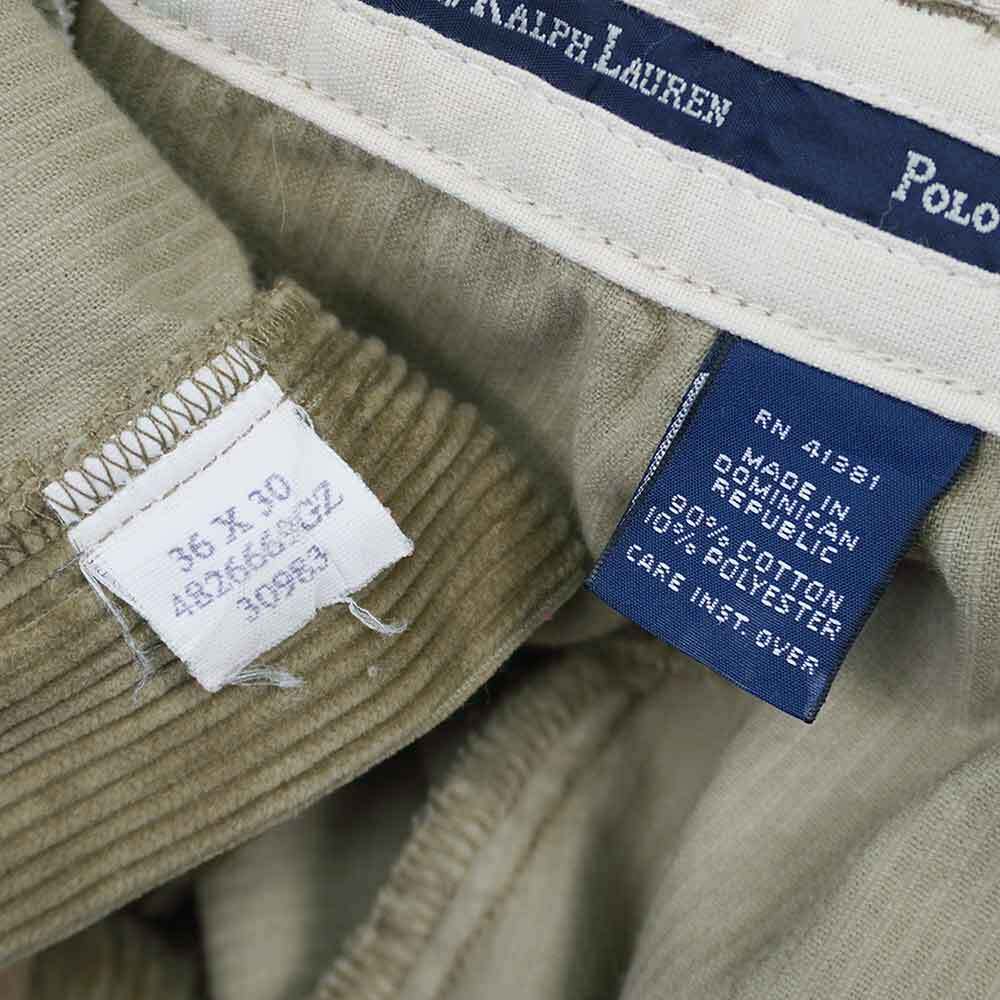 RALPH LAUREN
POLO
36 X 30
30983
RN 41381
MADE IN
DOMINICAN
REPUBLIC
90% COTTON
10% POLYESTER
CARE INST. OVER